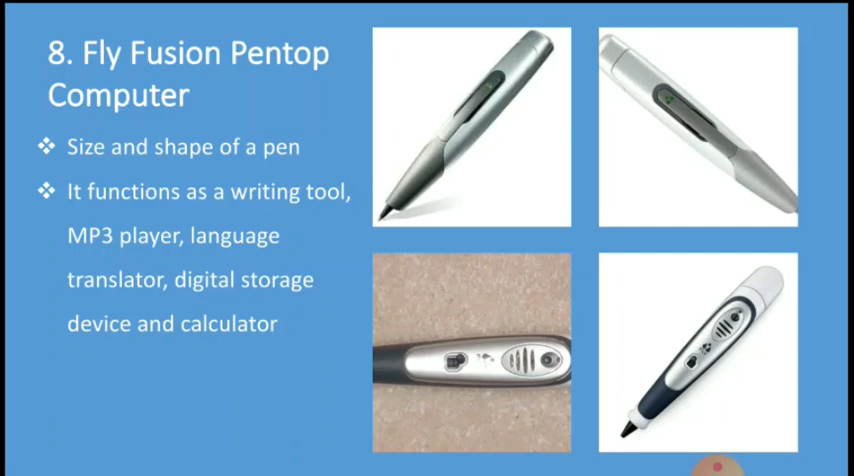 8. Fly Fusion Pentop
Computer
❖ Size and shape of a pen
❖ It functions as a writing tool,
MP3 player, language
translator, digital storage
device and calculator